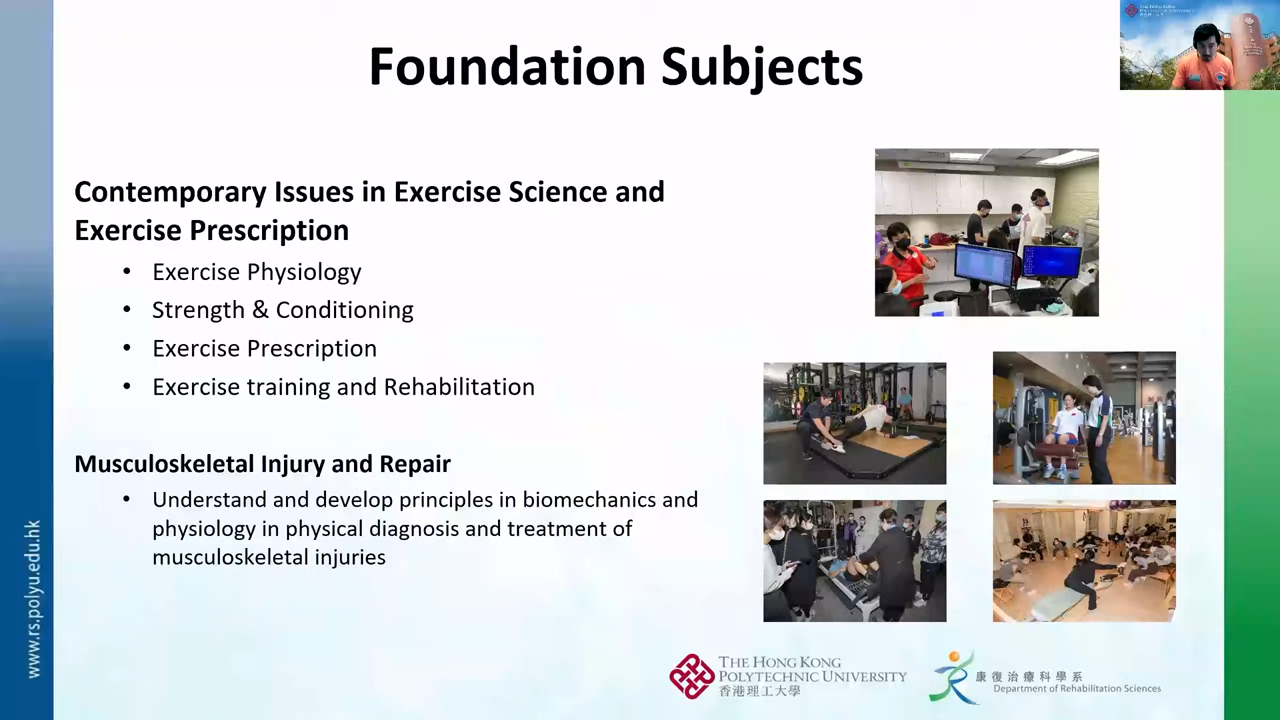 Foundation Subjects
Contemporary Issues in Exercise Science and
Exercise Prescription
• Exercise Physiology
• Strength & Conditioning
• Exercise Prescription
• Exercise training and Rehabilitation
Musculoskeletal Injury and Repair
• Understand and develop principles in biomechanics and
physiology in physical diagnosis and treatment of
musculoskeletal injuries
www.rs.polyu.edu.hk
THE HONG KONG
POLYTECHNIC UNIVERSITY
香港理工大學
康復治療科學系
Department of Rehabilitation Sciences